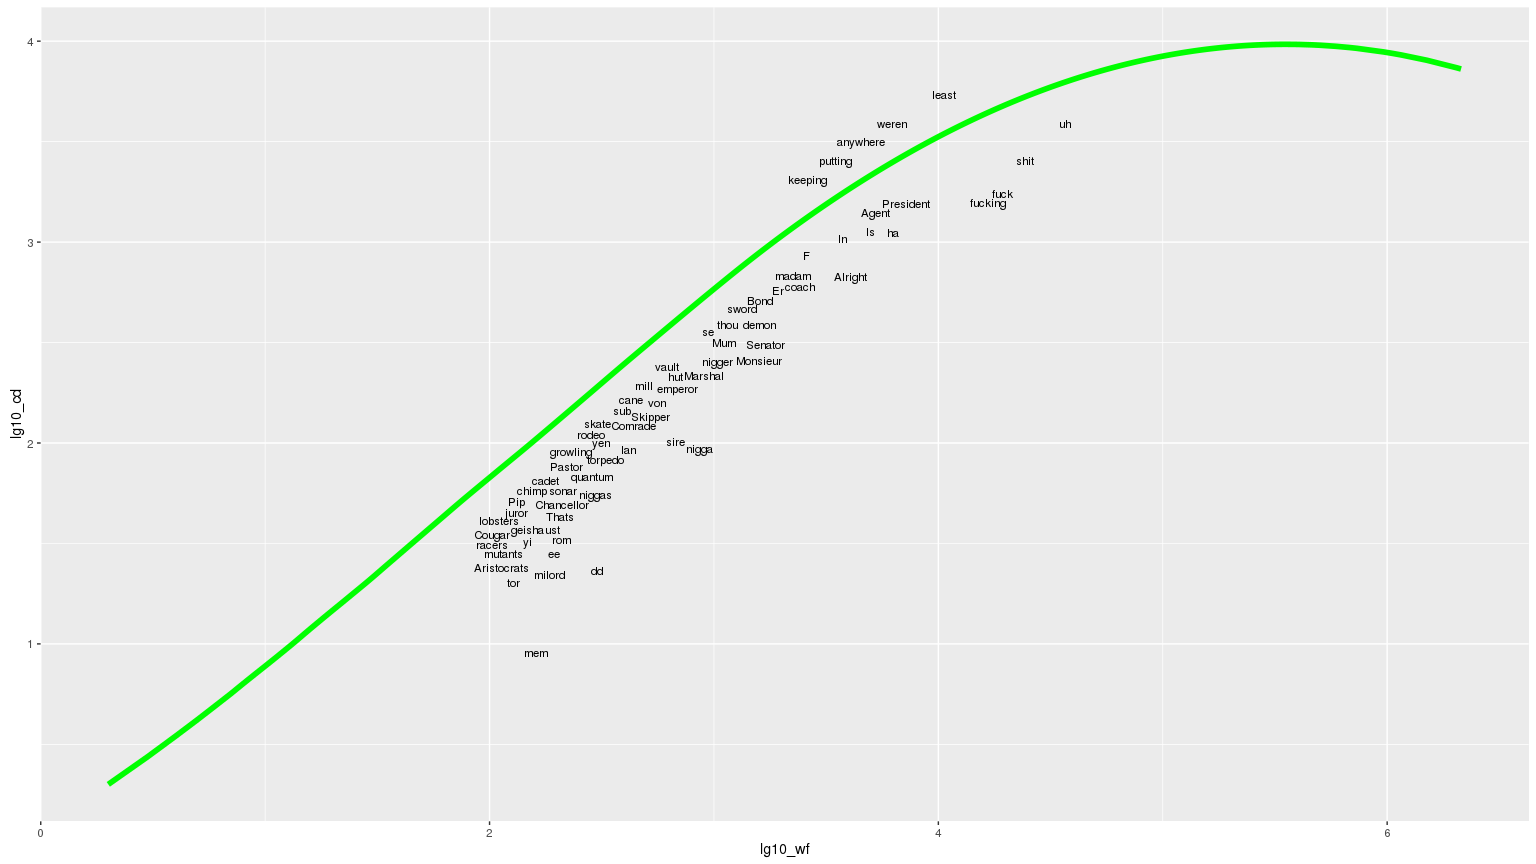 4
least
weren
uh
anywhere
putting
shit
keeping
fuck
President
fucking
Agent
Is
ha
In
3
F
madam
Alright
coach
Er
Bond
sword
thou
demon
se
Mum
Senator
nigger
Monsieur
vault
hut
Marshal
mill
emperor
cane
von
sub
Skipper
skate
Comrade
rodeo
2
yen
sire
growling
Ian
nigga
torpedo
Pastor
quantum
cadet
chimp
sonar
niggas
Pip
Chancellor
juror
Thats
lobsters
geisha
ust
Cougar
yi
rom
racers
mutants
ee
Aristocrats
milord
dd
tor
1
mem
lg10_cd
0
2
4
6
lg10_wf